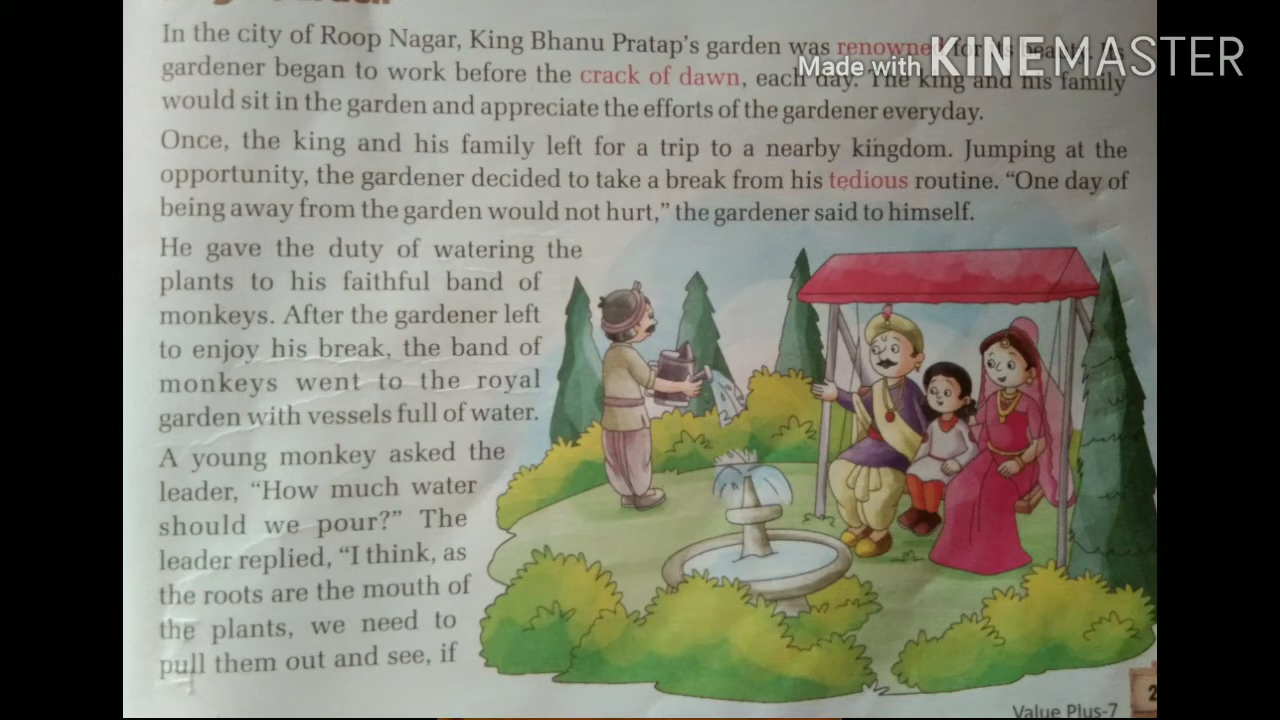 In the city of Roop Nagar, King Bhanu Pratap's garden was renowned
Made with KINEMASTER
gardener began to work before the crack of dawn, each day. The king and his family
would sit in the garden and appreciate the efforts of the gardener everyday.
Once, the king and his family left for a trip to a nearby kingdom. Jumping at the
opportunity, the gardener decided to take a break from his tedious routine. “One day of
being away from the garden would not hurt,” the gardener said to himself.
He gave the duty of watering the
plants to his faithful band of
monkeys. After the gardener left
to enjoy his break, the band of
monkeys went to the royal
garden with vessels full of water.
A young monkey asked the
leader, “How much water
should we pour?” The
leader replied, “I think, as
the roots are the mouth of
the plants, we need to
pull them out and see, if
Value Plus-7
2